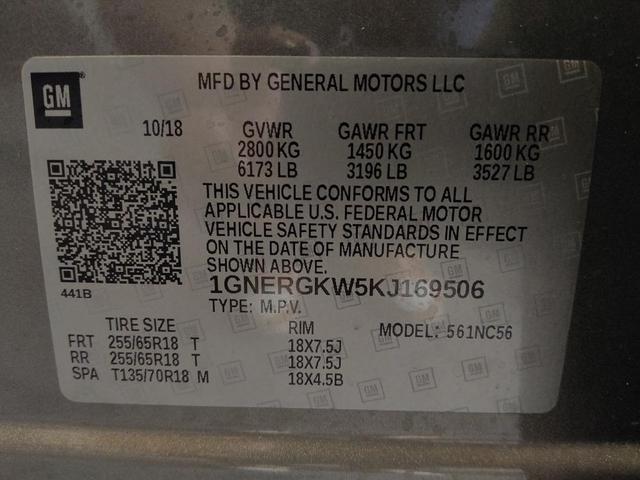 GM
MFD BY GENERAL MOTORS LLC
10/18 GVWR GAWR FRT GAWR RR
2800 KG 1450 KG 1600 KG
6173 LB 3196 LB 3527 LB
THIS VEHICLE CONFORMS TO ALL
APPLICABLE U.S. FEDERAL MOTOR
VEHICLE SAFETY STANDARDS IN EFFECT
ON THE DATE OF MANUFACTURE
SHOWN ABOVE.
441B
1GNERGKW5KJ169506
TYPE: M.P.V.
TIRE SIZE RIM MODEL: 561NC56
FRT 255/65R18 T 18X7.5J
RR 255/65R18 T 18X7.5J
SPA T135/70R18 M 18X4.5B